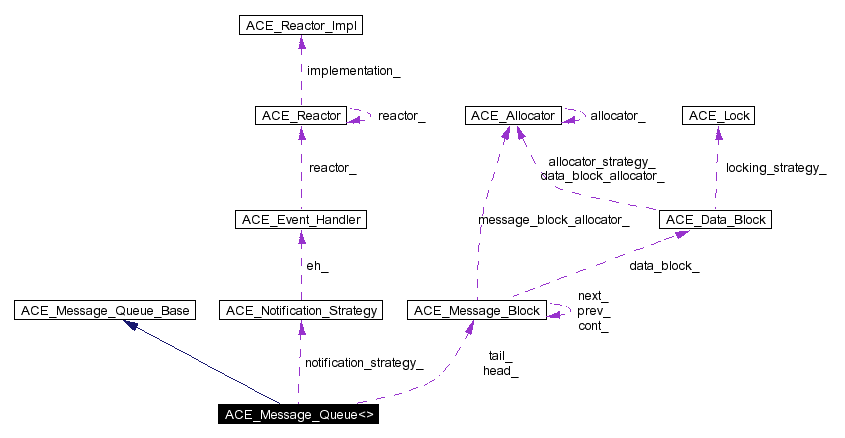 ACE_Reactor_Impl
implementation_
ACE_Reactor
reactor_
ACE_Allocator
allocator_
ACE_Lock
reactor_
allocator_strategy_
data_block_allocator_
locking_strategy_
ACE_Event_Handler
message_block_allocator_
ACE_Data_Block
eh_
data_block_
ACE_Message_Queue_Base
ACE_Notification_Strategy
ACE_Message_Block
next_
prev_
cont_
notification_strategy_
tail_
head_
ACE_Message_Queue<>